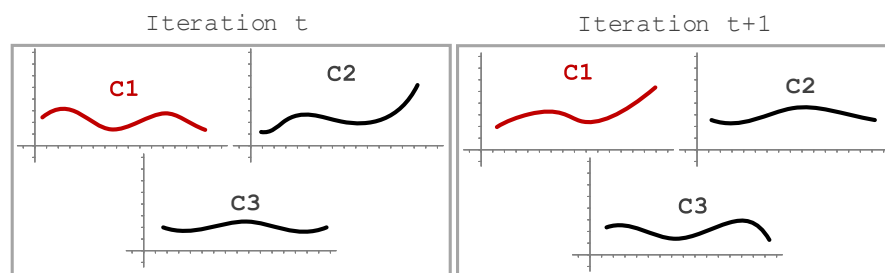 Iteration t
Iteration t+1
C1
C2
C3
C1
C2
C3